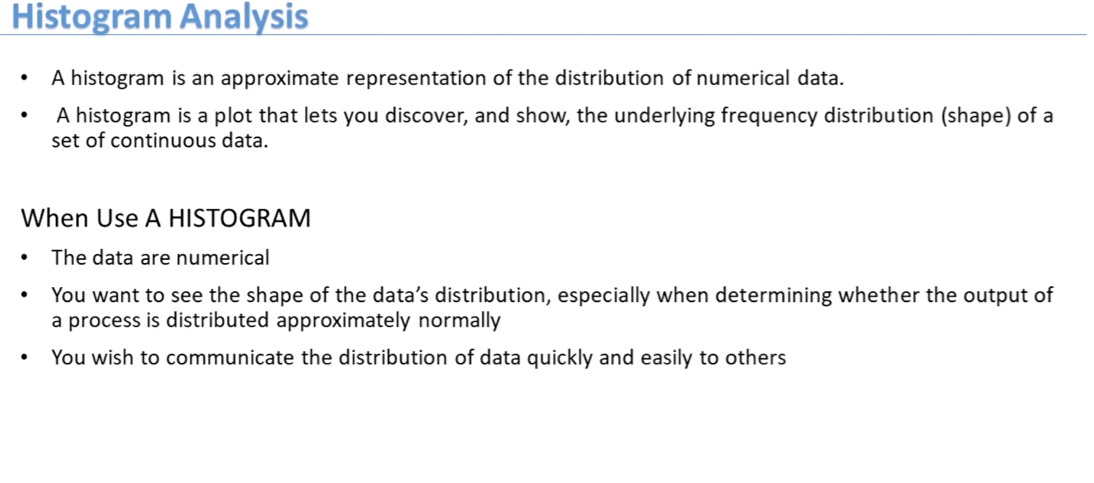 Histogram Analysis
• A histogram is an approximate representation of the distribution of numerical data.
• A histogram is a plot that lets you discover, and show, the underlying frequency distribution (shape) of a
set of continuous data.
When Use A HISTOGRAM
• The data are numerical
• You want to see the shape of the data’s distribution, especially when determining whether the output of
a process is distributed approximately normally
• You wish to communicate the distribution of data quickly and easily to others